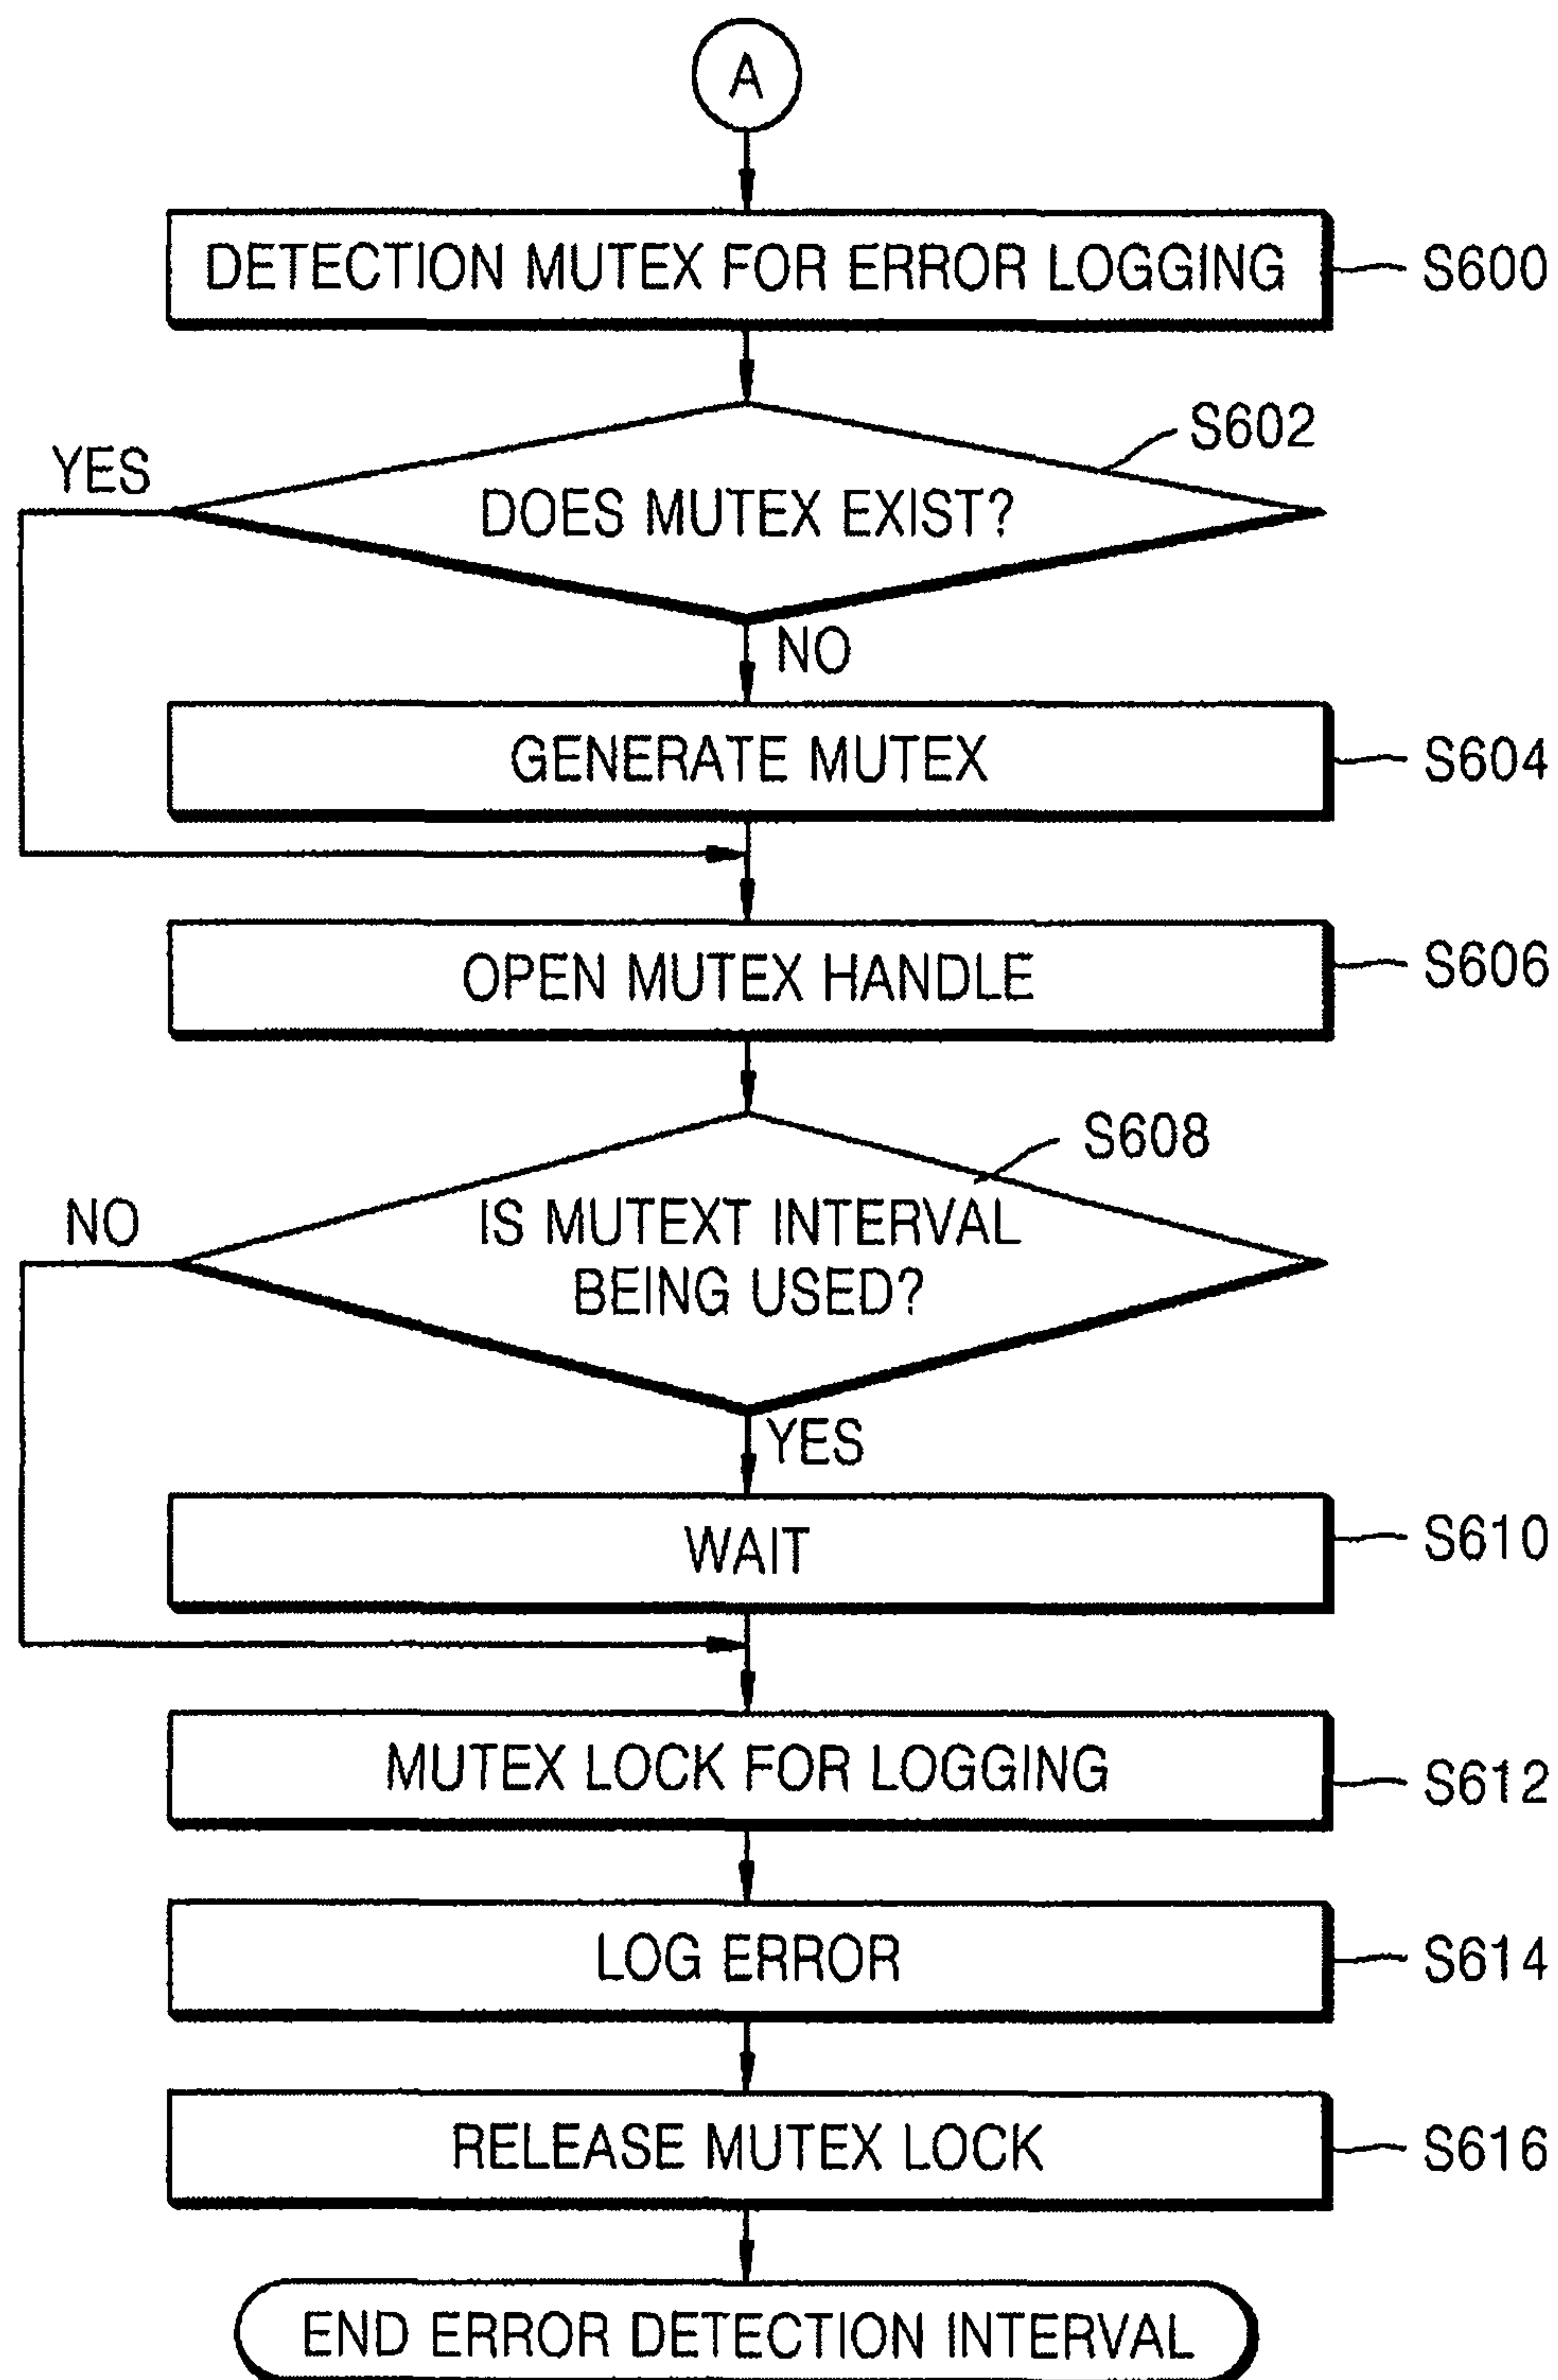 A
DETECTION MUTEX FOR ERROR LOGGING
S600
S602
YES
DOES MUTEX EXIST?
NO
GENERATE MUTEX
S604
OPEN MUTEX HANDLE
S606
S608
NO
IS MUTEXT INTERVAL
BEING USED?
YES
WAIT
S610
MUTEX LOCK FOR LOGGING
S612
LOG ERROR
S614
RELEASE MUTEX LOCK
S616
END ERROR DETECTION INTERVAL